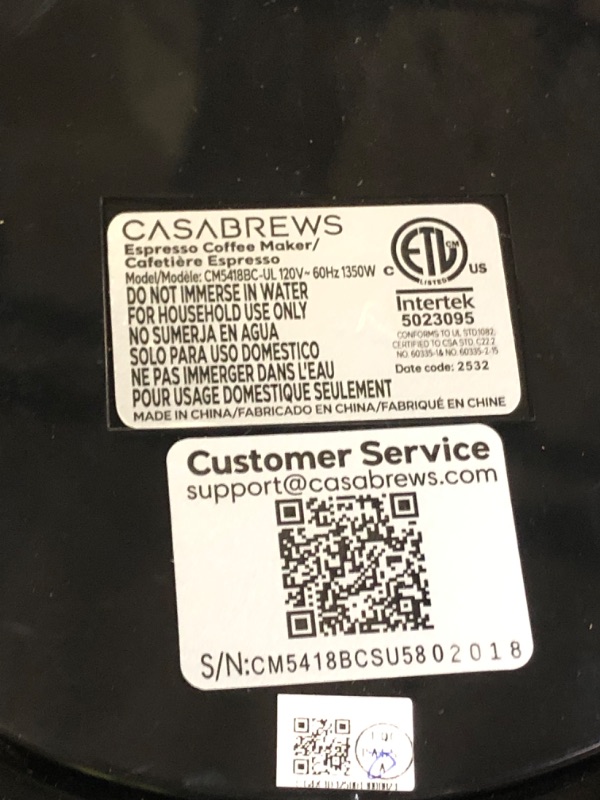 CASABREWS
Espresso Coffee Maker/
Cafetière Espresso
Model/Modèle: CM5418BC-UL 120V~ 60Hz 1350W
DO NOT IMMERSE IN WATER
FOR HOUSEHOLD USE ONLY
NO SUMERJA EN AGUA
SOLO PARA USO DOMESTICO
NE PAS IMMERGER DANS L'EAU
POUR USAGE DOMESTIQUE SEULEMENT
MADE IN CHINA/FABRICADO EN CHINA/FABRIQUÉ EN CHINE
ETL CM
LISTED
C US
Intertek
5023095
CONFORMS TO UL STD.1082,
CERTIFIED TO CSA STD. C22.2
NO. 60335-1& NO. 60335-2-15
Date code: 2532
Customer Service
support@casabrews.com
S/N:CM5418BCSU5802018